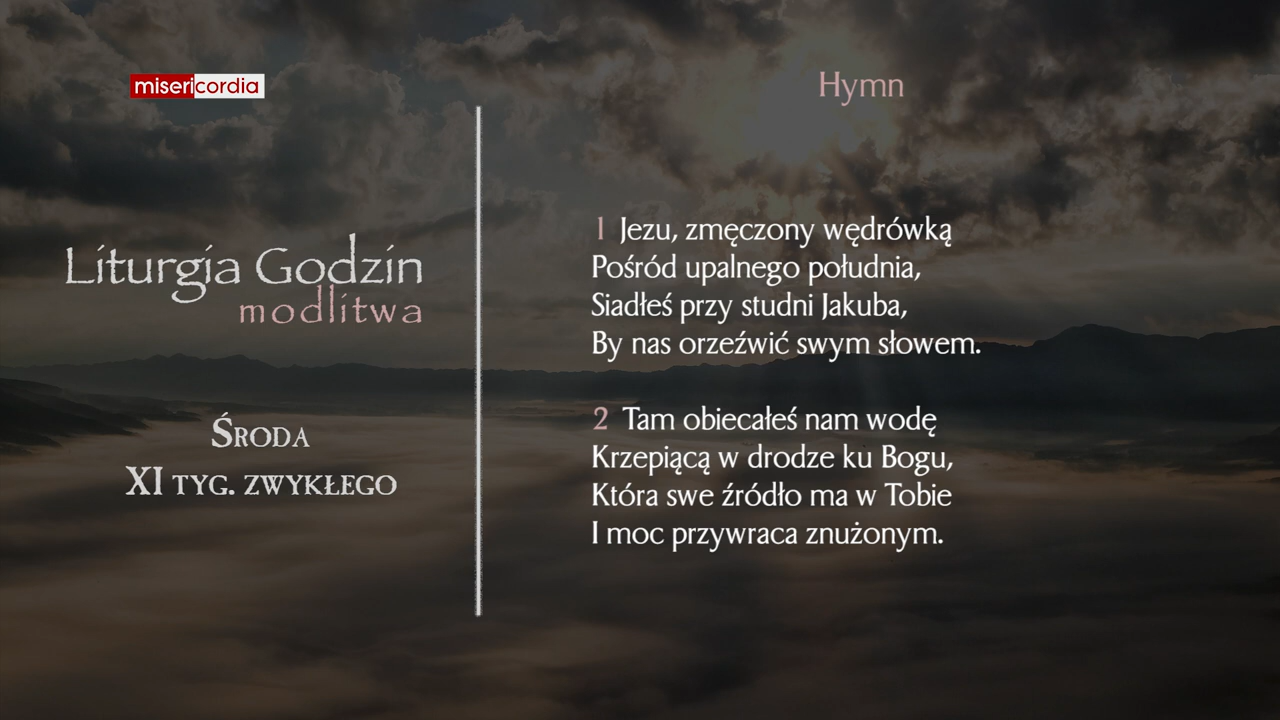 misericordia
Liturgia Godzin
modlitwa
Środa
XI tyg. zwykłego
Hymn
1 Jezu, zmęczony wędrówką
Pośród upalnego południa,
Siadłeś przy studni Jakuba,
By nas orzeźwić swym słowem.
2 Tam obiecałeś nam wodę
Krzepiącą w drodze ku Bogu,
Która swe źródło ma w Tobie
I moc przywraca znużonym.